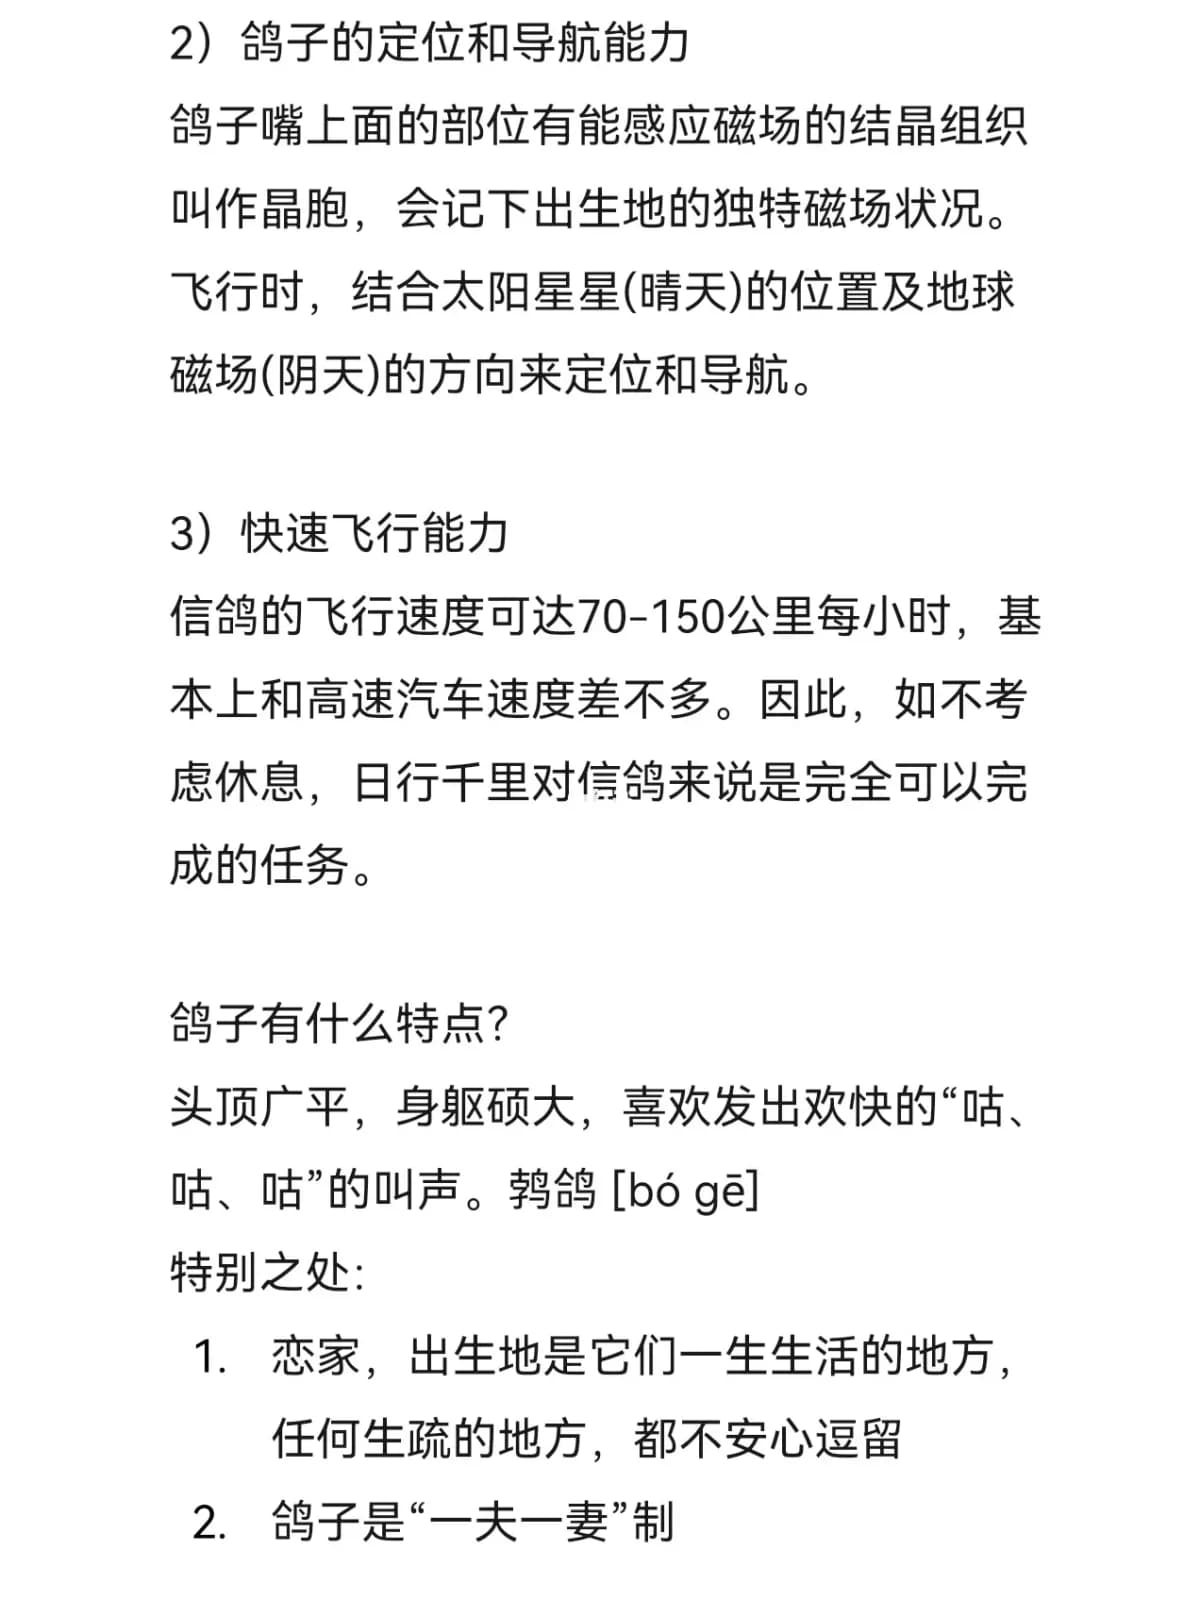 2）鸽子的定位和导航能力
鸽子嘴上面的部位有能感应磁场的结晶组织
叫作晶胞，会记下出生地的独特磁场状况。
飞行时，结合太阳星星(晴天)的位置及地球
磁场(阴天)的方向来定位和导航。
3）快速飞行能力
信鸽的飞行速度可达70-150公里每小时，基
本上和高速汽车速度差不多。因此，如不考
虑休息，日行千里对信鸽来说是完全可以完
成的任务。
鸽子有什么特点？
头顶广平，身躯硕大，喜欢发出欢快的“咕、
咕、咕”的叫声。鹁鸽 [bó gē]
特别之处：
1. 恋家，出生地是它们一生生活的地方，
任何生疏的地方，都不安心逗留
2. 鸽子是“一夫一妻”制